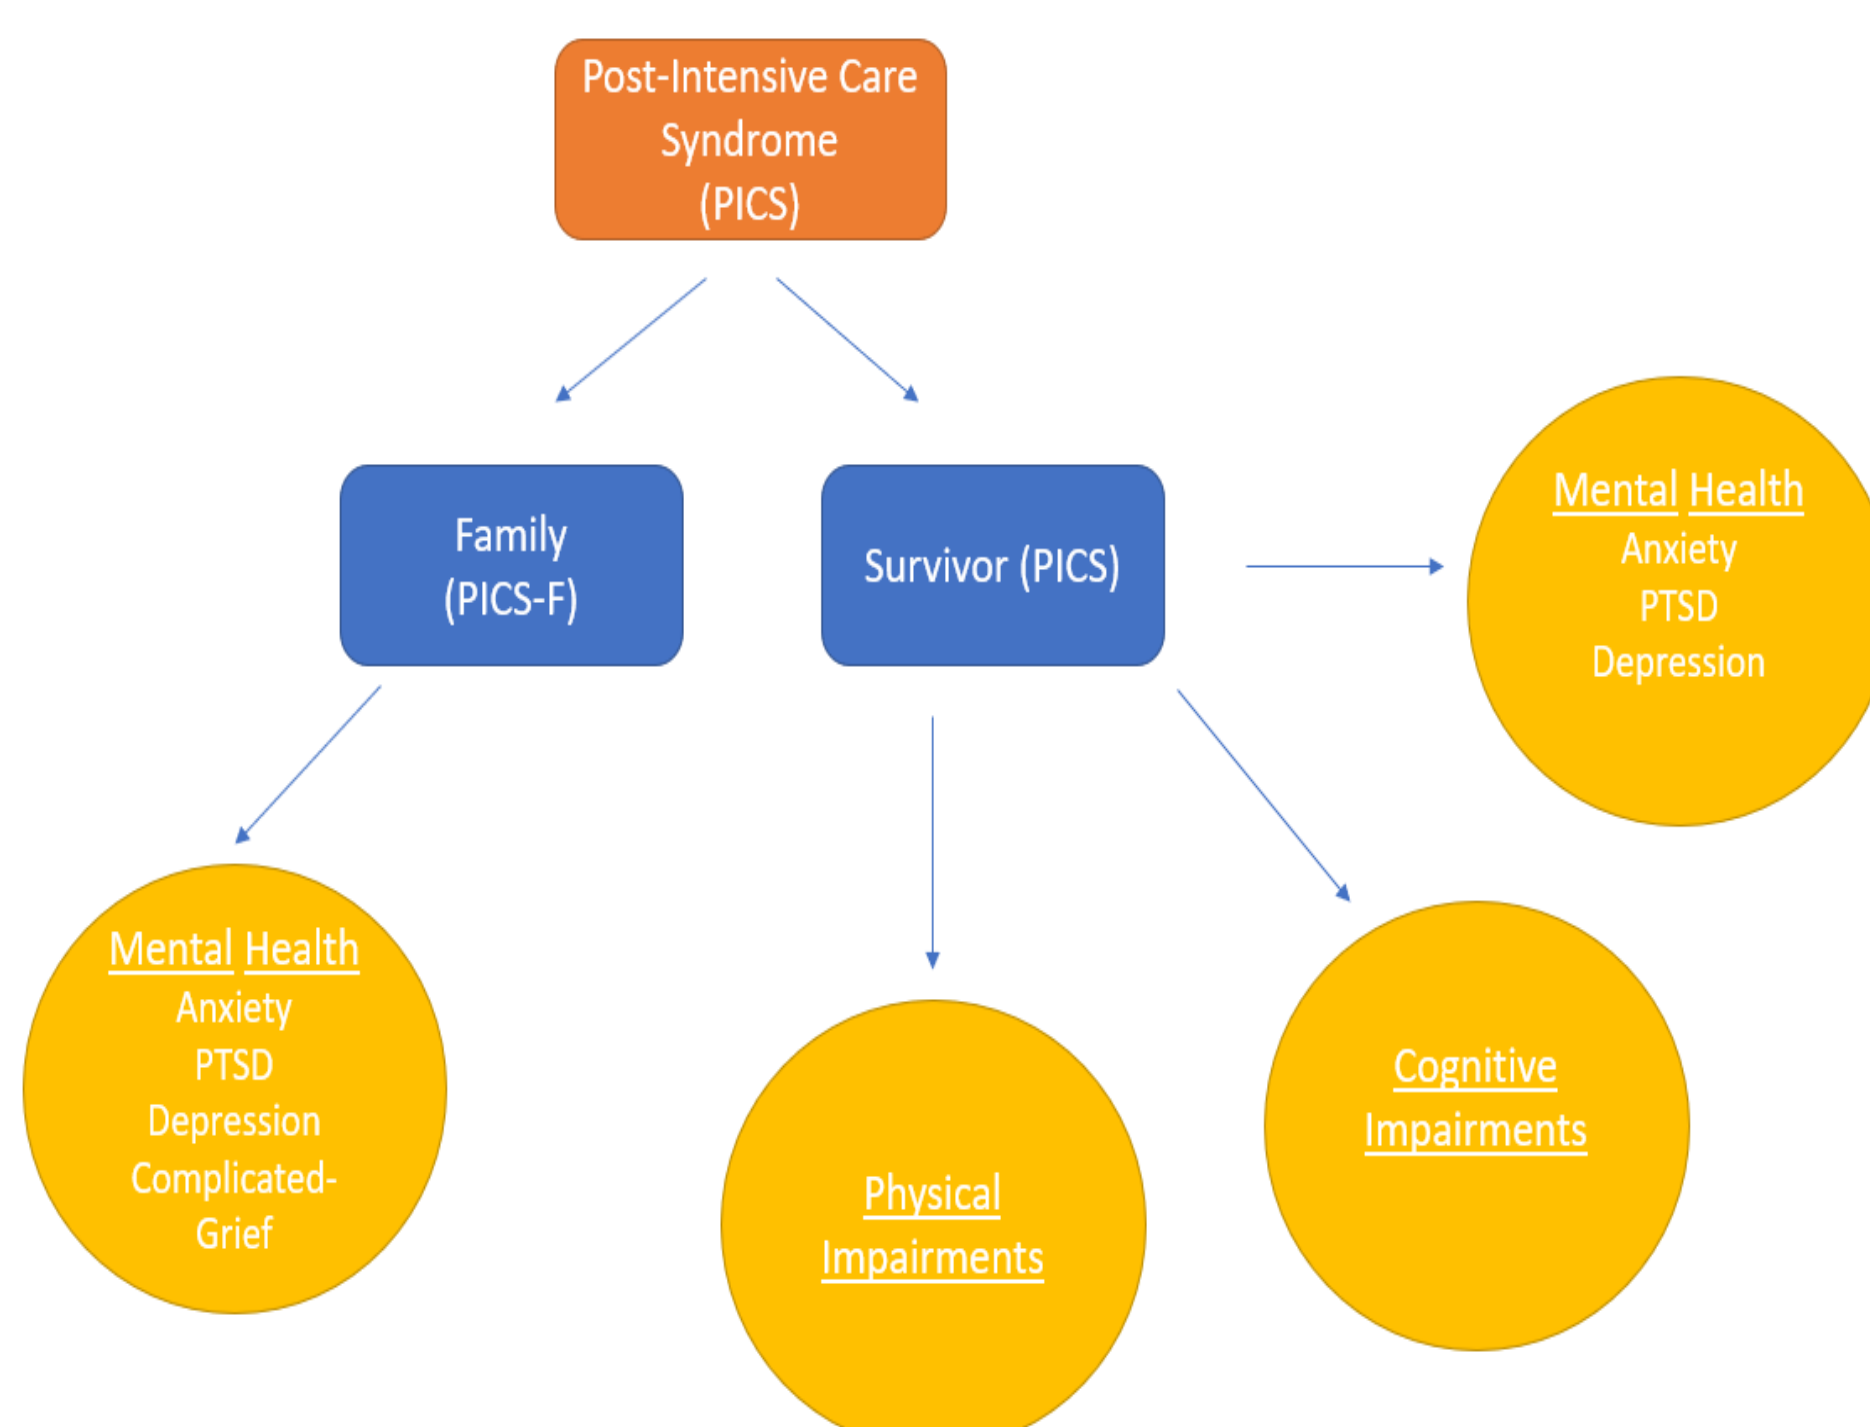 Post-Intensive Care
Syndrome
(PICS)
Family
(PICS-F)
Survivor (PICS)
Mental Health
Anxiety
PTSD
Depression
Mental Health
Anxiety
PTSD
Depression
Complicated-
Grief
Physical
Impairments
Cognitive
Impairments